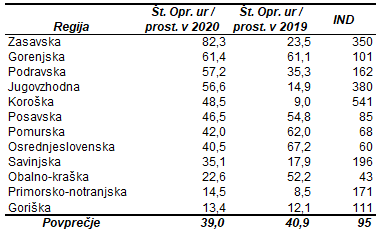 Regija Št. Opr. ur / prost. v 2020 Št. Opr. ur / prost. v 2019 IND
Zasavska 82,3 23,5 350
Gorenjska 61,4 61,1 101
Podravska 57,2 35,3 162
Jugovzhodna 56,6 14,9 380
Koroška 48,5 9,0 541
Posavska 46,5 54,8 85
Pomurska 42,0 62,0 68
Osrednjeslovenska 40,5 67,2 60
Savinjska 35,1 17,9 196
Obalno-kraška 22,6 52,2 43
Primorsko-notranjska 14,5 8,5 171
Goriška 13,4 12,1 111
Povprečje 39,0 40,9 95